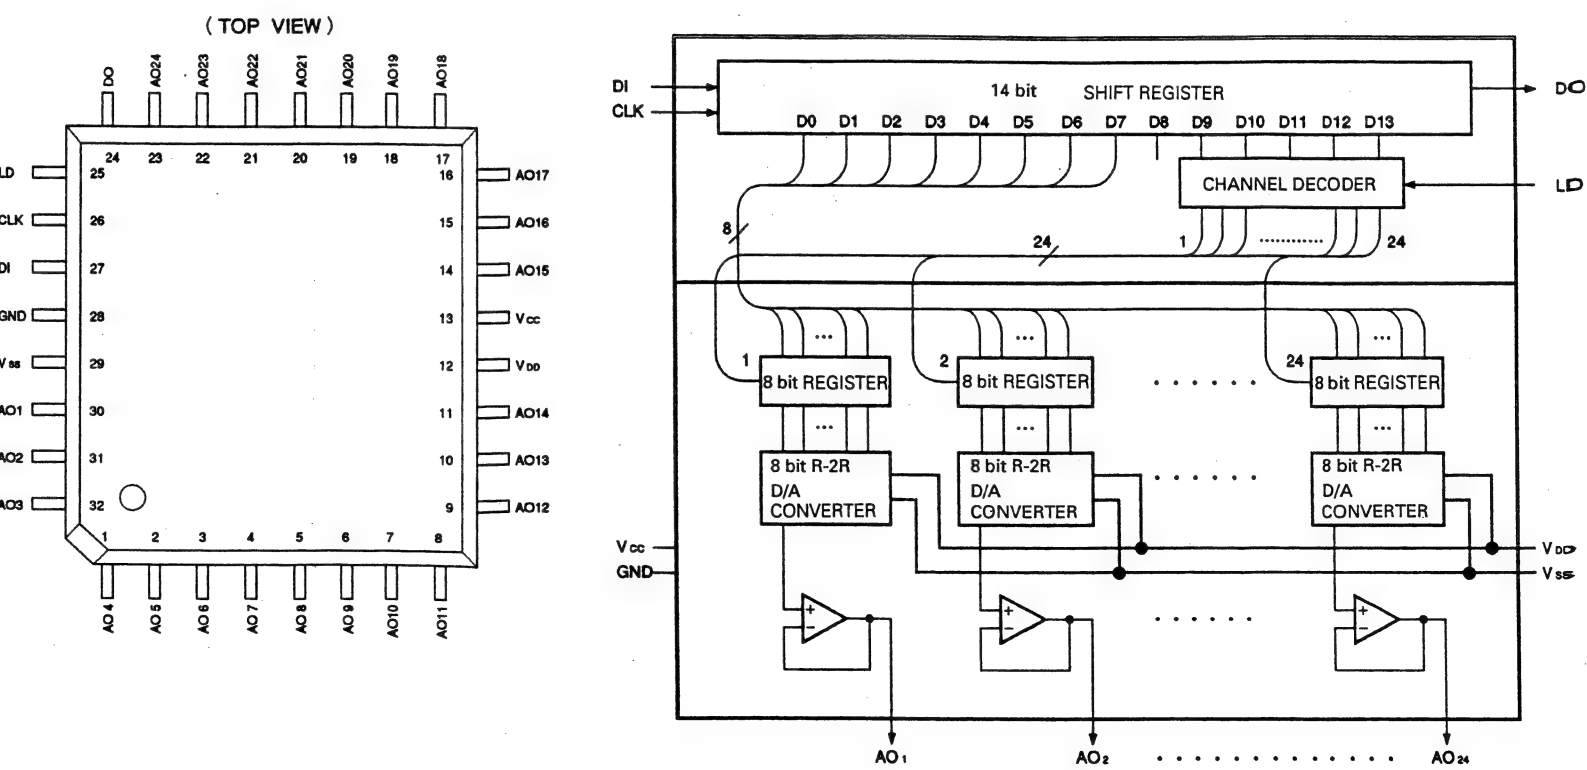 ( TOP VIEW )
DO AO24 AO23 AO22 AO21 AO20 AO19 AO18
24 23 22 21 20 19 18 17
LD 25 16 AO17
CLK 26 15 AO16
DI 27 14 AO15
GND 28 13 Vcc
Vss 29 12 VDD
AO1 30 11 AO14
AO2 31 10 AO13
AO3 32 9 AO12
1 2 3 4 5 6 7 8
AO4 AO5 AO6 AO7 AO8 AO9 AO10 AO11
DI 14 bit SHIFT REGISTER DO
CLK
D0 D1 D2 D3 D4 D5 D6 D7 D8 D9 D10 D11 D12 D13
CHANNEL DECODER LD
8 24 1 ............ 24
... ... ...
1 2 24
8 bit REGISTER 8 bit REGISTER . . . . . . 8 bit REGISTER
... ... ...
8 bit R-2R 8 bit R-2R . . . . . . 8 bit R-2R
D/A D/A D/A
CONVERTER CONVERTER CONVERTER
Vcc VDD
GND Vss
+ + . . . . . . +
− − −
AO1 AO2 . . . . . . . . . . . . . AO24